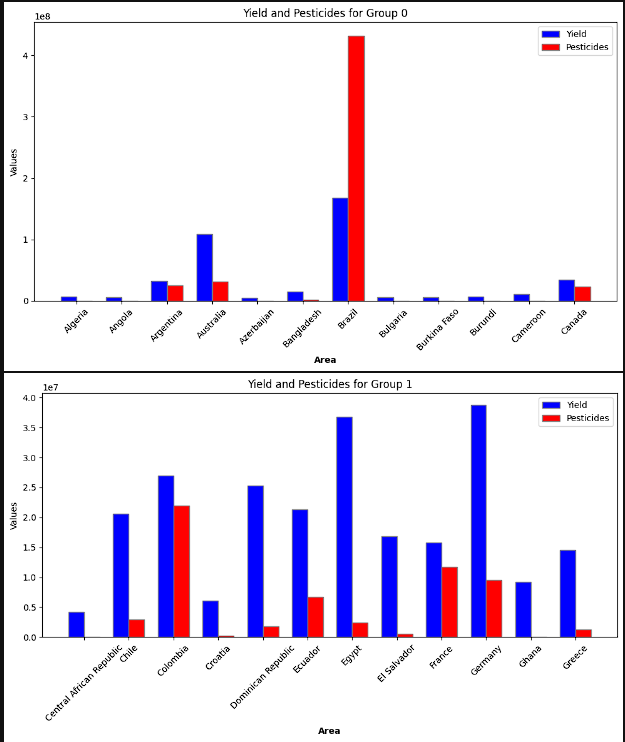 Yield and Pesticides for Group 0
1e8
Yield
Pesticides
4
3
2
1
0
Values
Algeria
Angola
Argentina
Australia
Azerbaijan
Bangladesh
Brazil
Bulgaria
Burkina Faso
Burundi
Cameroon
Canada
Area
Yield and Pesticides for Group 1
1e7
Yield
Pesticides
4.0
3.5
3.0
2.5
2.0
1.5
1.0
0.5
0.0
Values
Central African Republic
Chile
Colombia
Croatia
Dominican Republic
Ecuador
Egypt
El Salvador
France
Germany
Ghana
Greece
Area